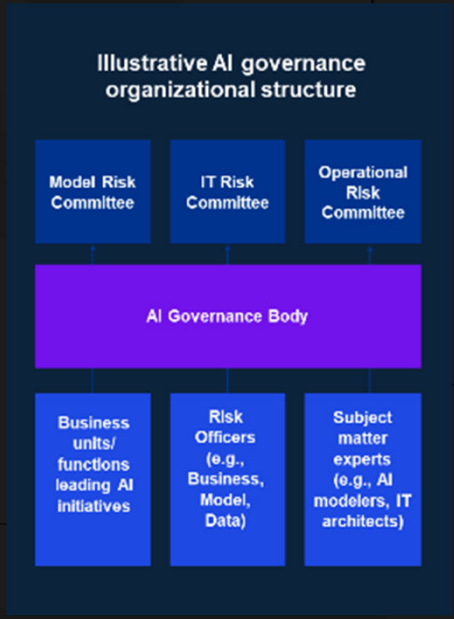 Illustrative AI governance
organizational structure
Model Risk
Committee
IT Risk
Committee
Operational
Risk
Committee
AI Governance Body
Business
units/
functions
leading AI
initiatives
Risk
Officers
(e.g.,
Business,
Model,
Data)
Subject
matter
experts
(e.g., AI
modelers, IT
architects)